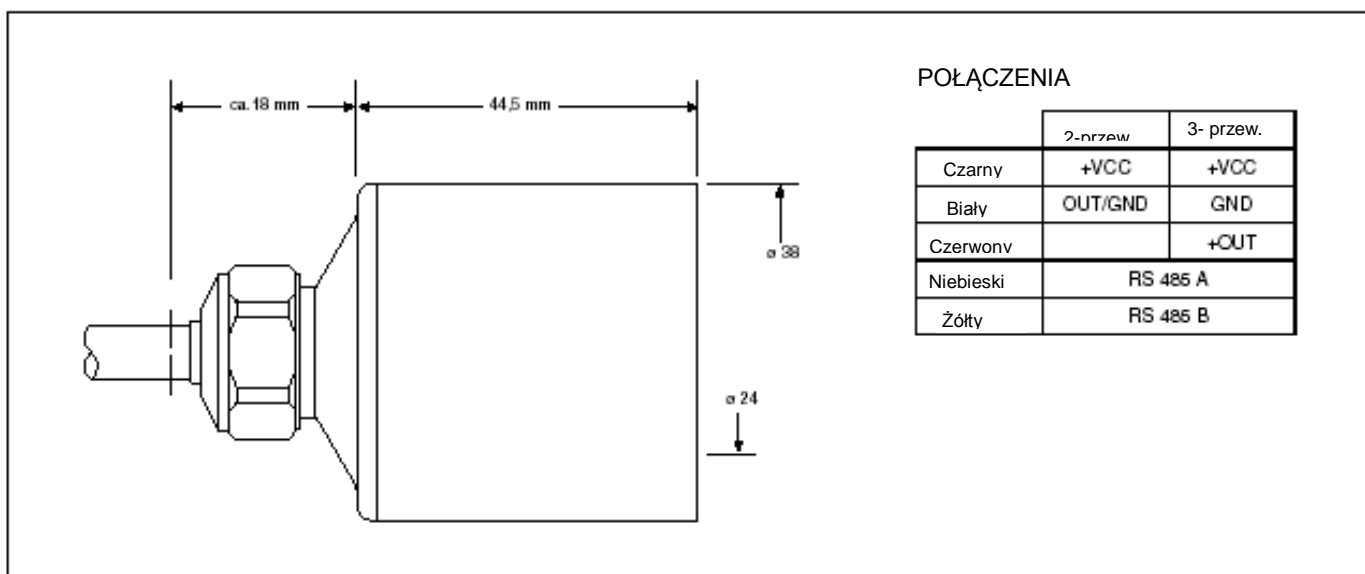 ca. 18 mm
44,5 mm
ø 38
ø 24
POŁĄCZENIA
2-przew. 3- przew.
Czarny +VCC +VCC
Biały OUT/GND GND
Czerwony +OUT
Niebieski RS 485 A
Żółty RS 485 B